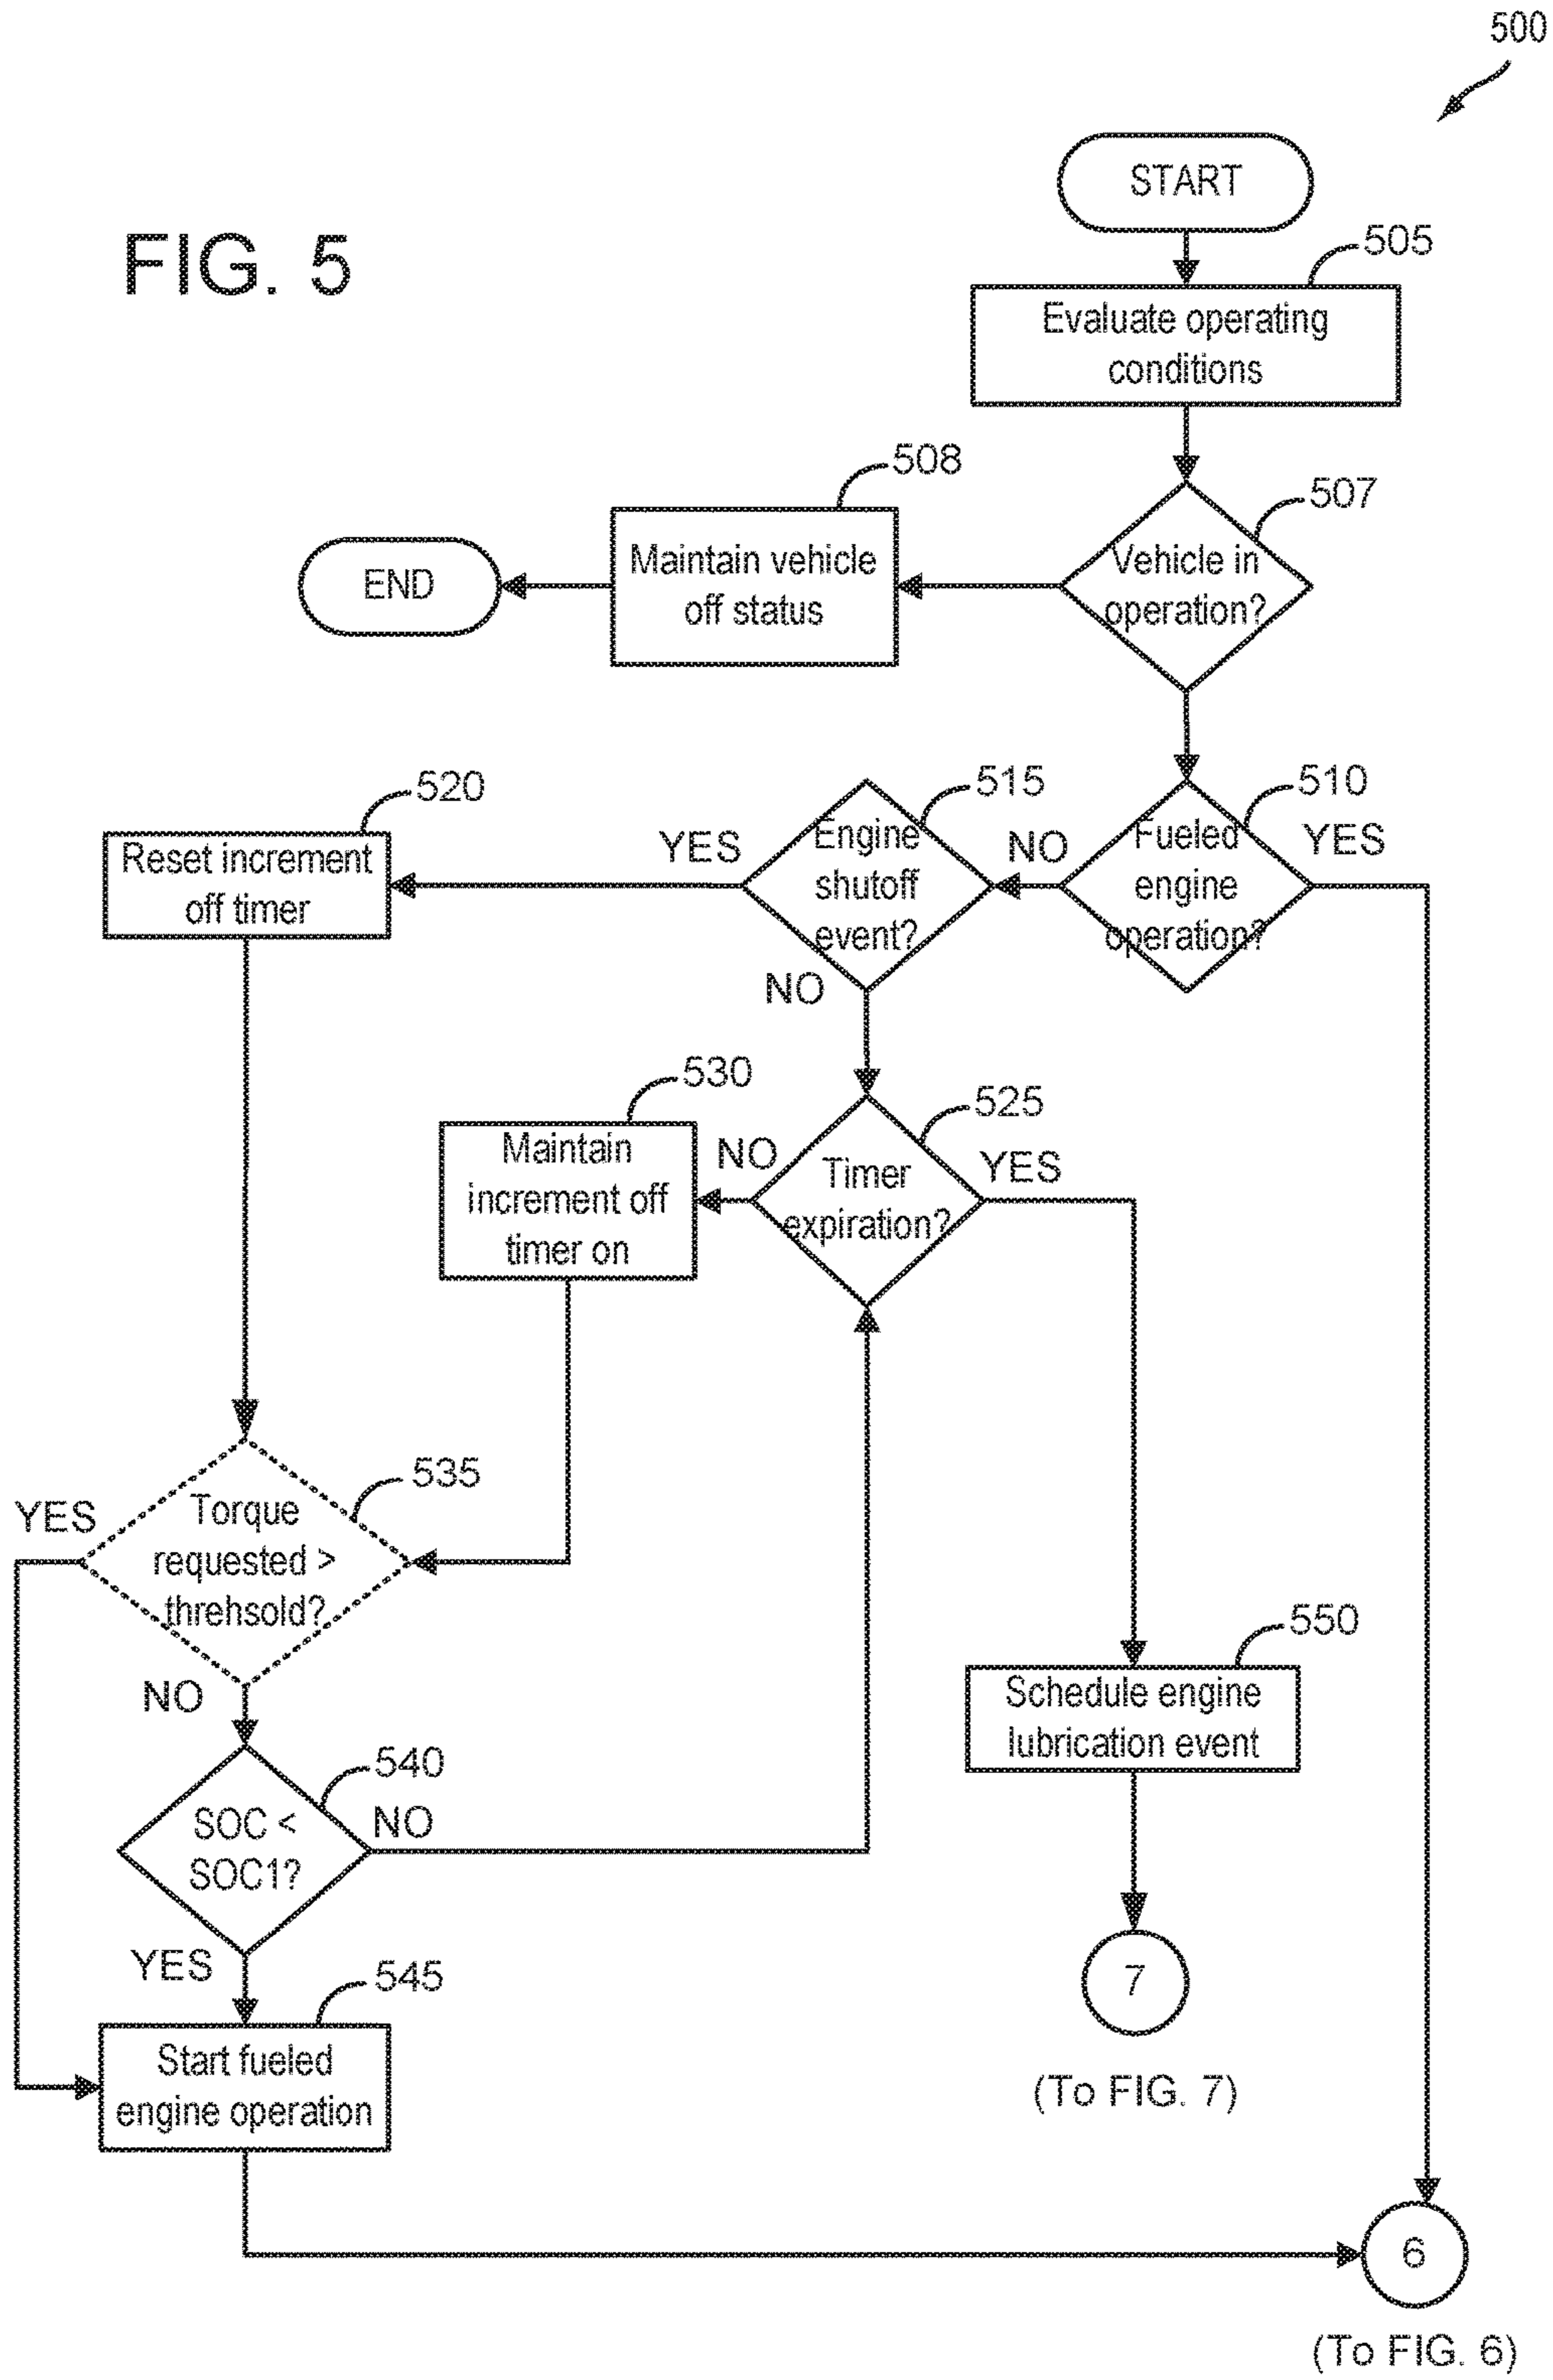 500
START
FIG. 5
505
Evaluate operating
conditions
508
507
END
Maintain vehicle
off status
Vehicle in
operation?
520
515
510
Reset increment
off timer
YES
Engine
shutoff
event?
NO
Fueled
engine
operation?
YES
NO
530
525
Maintain
increment off
timer on
NO
Timer
expiration?
YES
535
YES
Torque
requested >
threhsold?
550
NO
Schedule engine
lubrication event
540
SOC <
SOC1?
NO
YES
545
7
Start fueled
engine operation
(To FIG. 7)
6
(To FIG. 6)